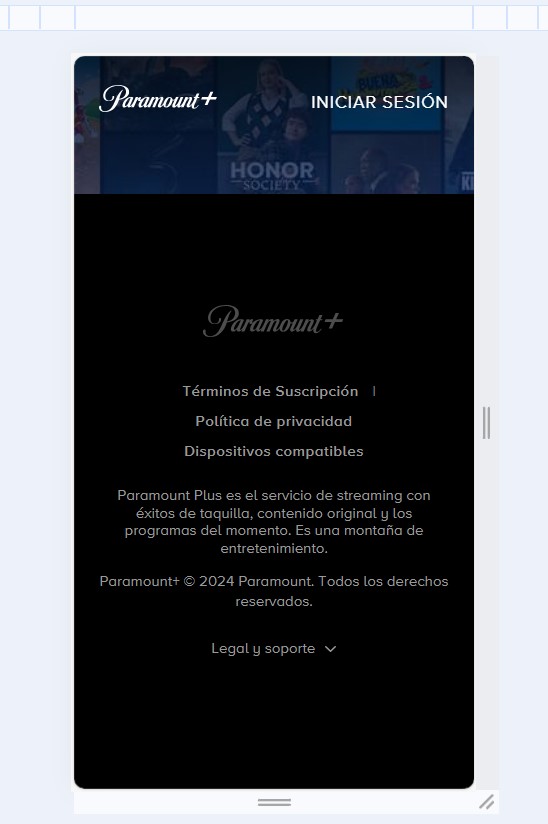 Paramount+
INICIAR SESIÓN
BUENA
HONOR
SOCIETY
Paramount+
Términos de Suscripción |
Política de privacidad
Dispositivos compatibles
Paramount Plus es el servicio de streaming con
éxitos de taquilla, contenido original y los
programas del momento. Es una montaña de
entretenimiento.
Paramount+ © 2024 Paramount. Todos los derechos
reservados.
Legal y soporte